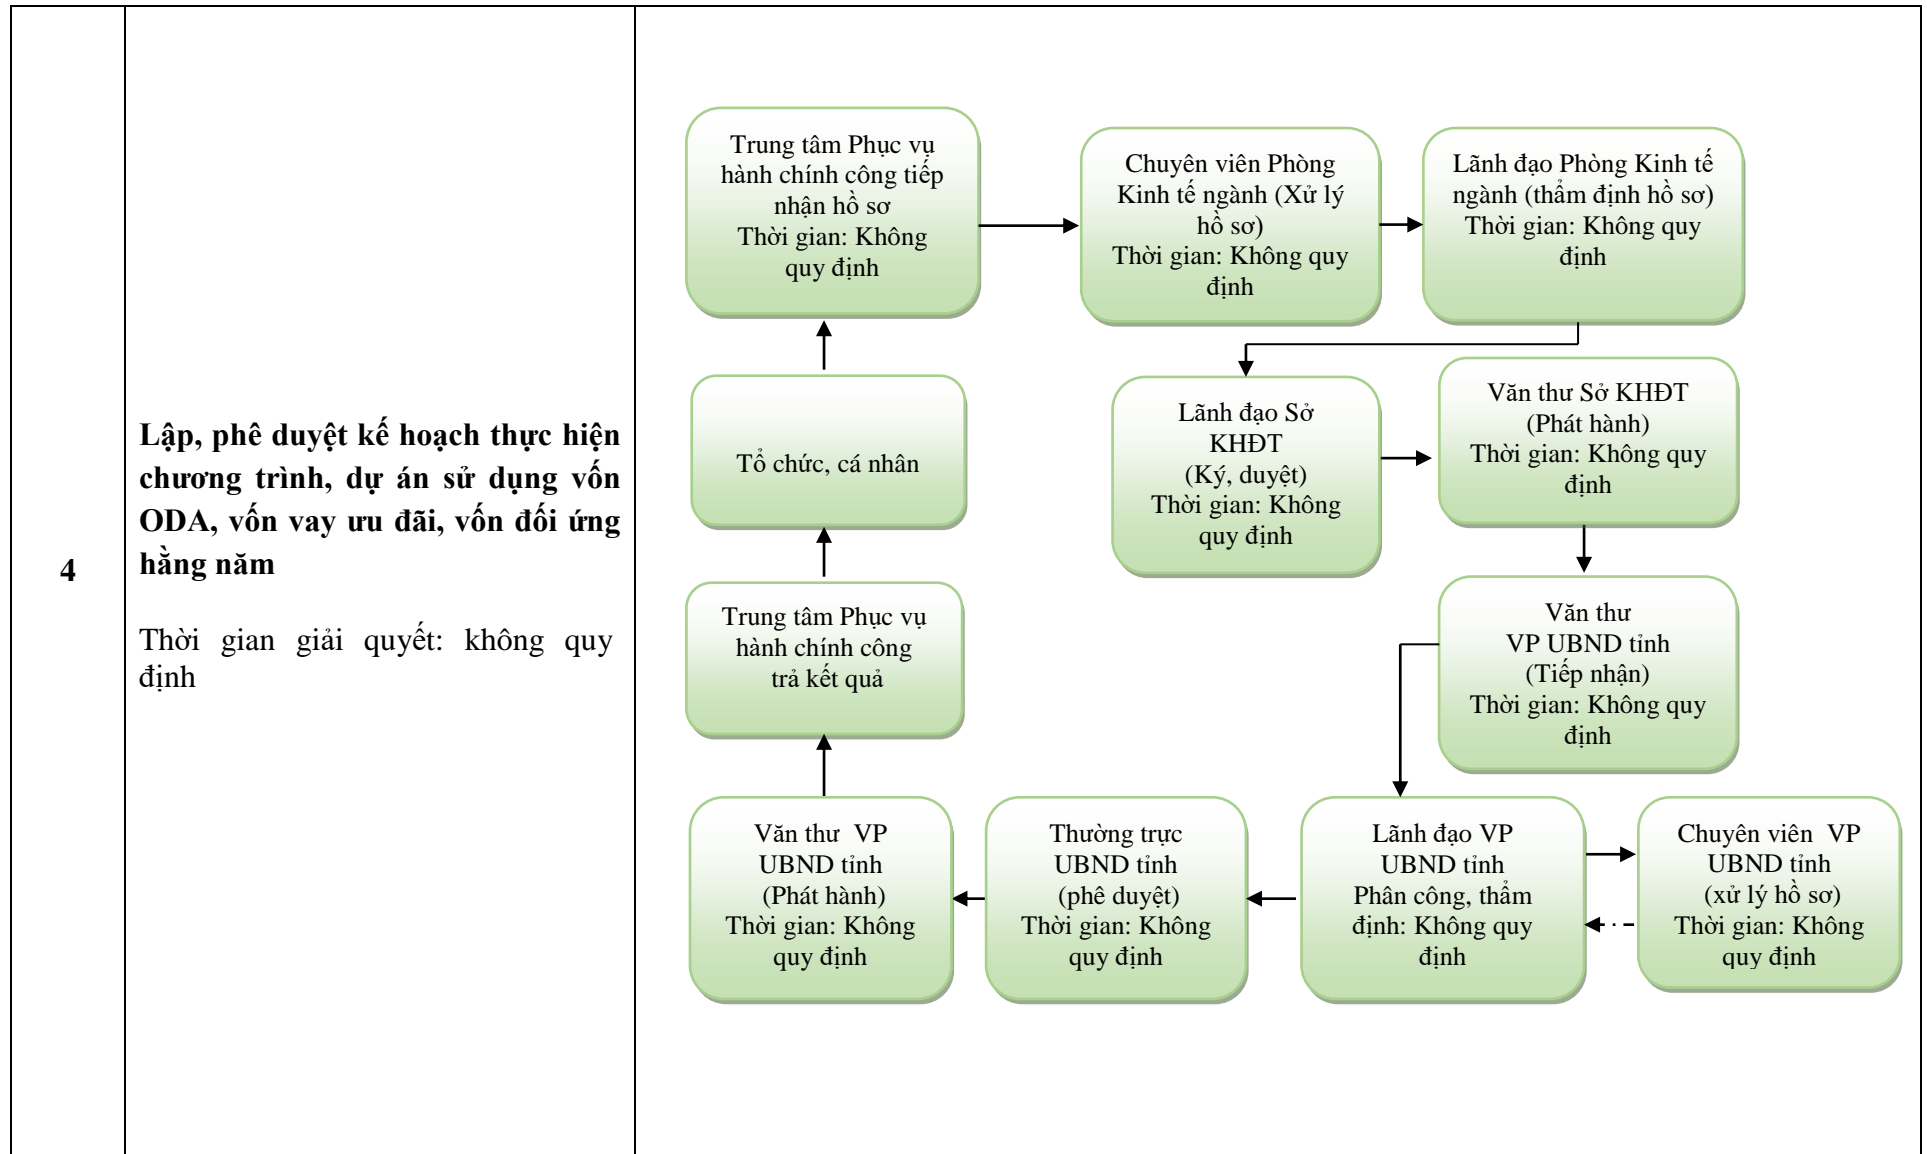 4
Lập, phê duyệt kế hoạch thực hiện
chương trình, dự án sử dụng vốn
ODA, vốn vay ưu đãi, vốn đối ứng
hằng năm
Thời gian giải quyết: không quy
định
Trung tâm Phục vụ
hành chính công tiếp
nhận hồ sơ
Thời gian: Không
quy định
Chuyên viên Phòng
Kinh tế ngành (Xử lý
hồ sơ)
Thời gian: Không quy
định
Lãnh đạo Phòng Kinh tế
ngành (thẩm định hồ sơ)
Thời gian: Không quy
định
Lãnh đạo Sở
KHĐT
(Ký, duyệt)
Thời gian: Không
quy định
Văn thư Sở KHĐT
(Phát hành)
Thời gian: Không quy
định
Văn thư
VP UBND tỉnh
(Tiếp nhận)
Thời gian: Không quy
định
Lãnh đạo VP
UBND tỉnh
Phân công, thẩm
định: Không quy
định
Chuyên viên  VP
UBND tỉnh
(xử lý hồ sơ)
Thời gian: Không
quy định
Thường trực
UBND tỉnh
(phê duyệt)
Thời gian: Không
quy định
Văn thư  VP
UBND tỉnh
(Phát hành)
Thời gian: Không
quy định
Trung tâm Phục vụ
hành chính công
trả kết quả
Tổ chức, cá nhân